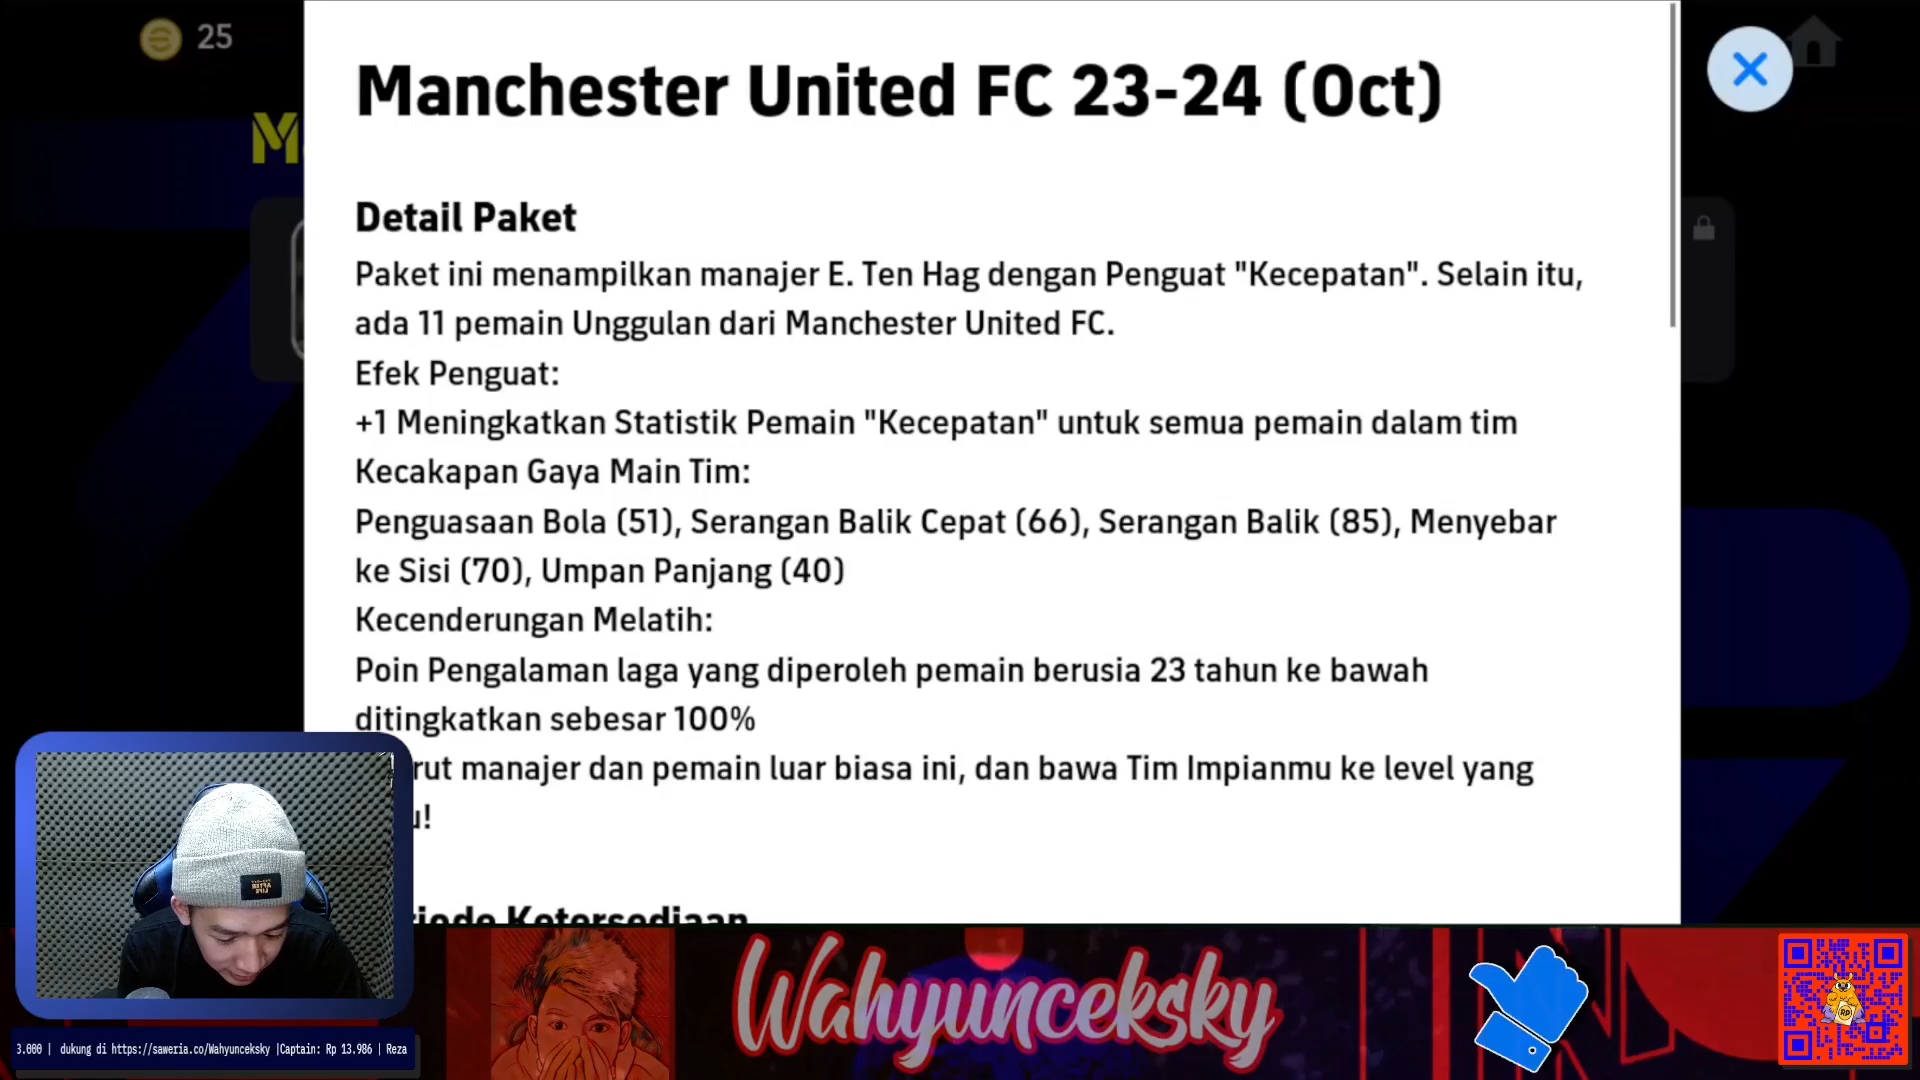 25
Manchester United FC 23-24 (Oct)
M
Detail Paket
Paket ini menampilkan manajer E. Ten Hag dengan Penguat "Kecepatan". Selain itu,
ada 11 pemain Unggulan dari Manchester United FC.
Efek Penguat:
+1 Meningkatkan Statistik Pemain "Kecepatan" untuk semua pemain dalam tim
Kecakapan Gaya Main Tim:
Penguasaan Bola (51), Serangan Balik Cepat (66), Serangan Balik (85), Menyebar
ke Sisi (70), Umpan Panjang (40)
Kecenderungan Melatih:
Poin Pengalaman laga yang diperoleh pemain berusia 23 tahun ke bawah
ditingkatkan sebesar 100%
rut manajer dan pemain luar biasa ini, dan bawa Tim Impianmu ke level yang
u!
iode Ketersediaan
Wahyunceksky
3.000 | dukung di https://saweria.co/Wahyunceksky |Captain: Rp 13.986 | Reza